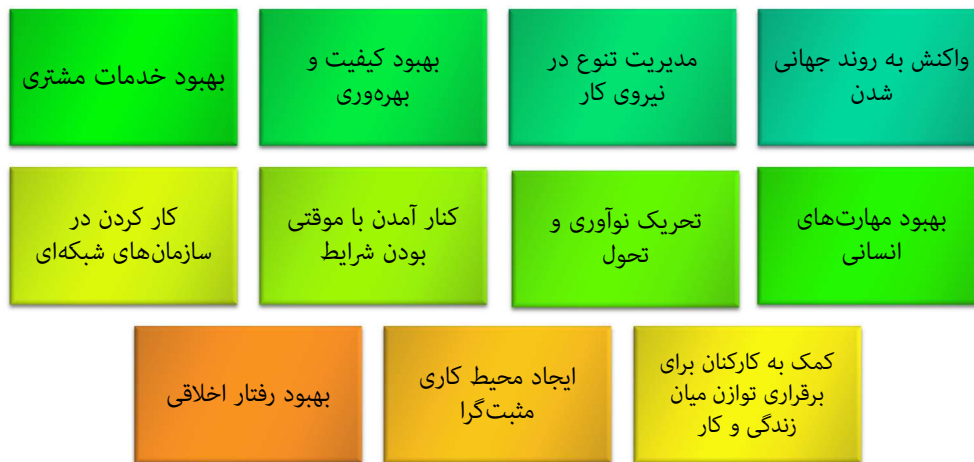 واکنش به روند جهانی
شدن
مدیریت تنوع در
نیروی کار
بهبود کیفیت و
بهره‌وری
بهبود خدمات مشتری
بهبود مهارت‌های
انسانی
تحریک نوآوری و
تحول
کنار آمدن با موقتی
بودن شرایط
کار کردن در
سازمان‌های شبکه‌ای
کمک به کارکنان برای
برقراری توازن میان
زندگی و کار
ایجاد محیط کاری
مثبت‌گرا
بهبود رفتار اخلاقی